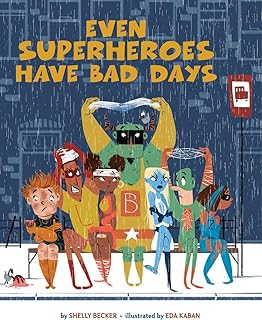 EVEN
SUPERHEROES
HAVE BAD DAYS
B
by SHELLY BECKER • illustrated by EDA KABAN